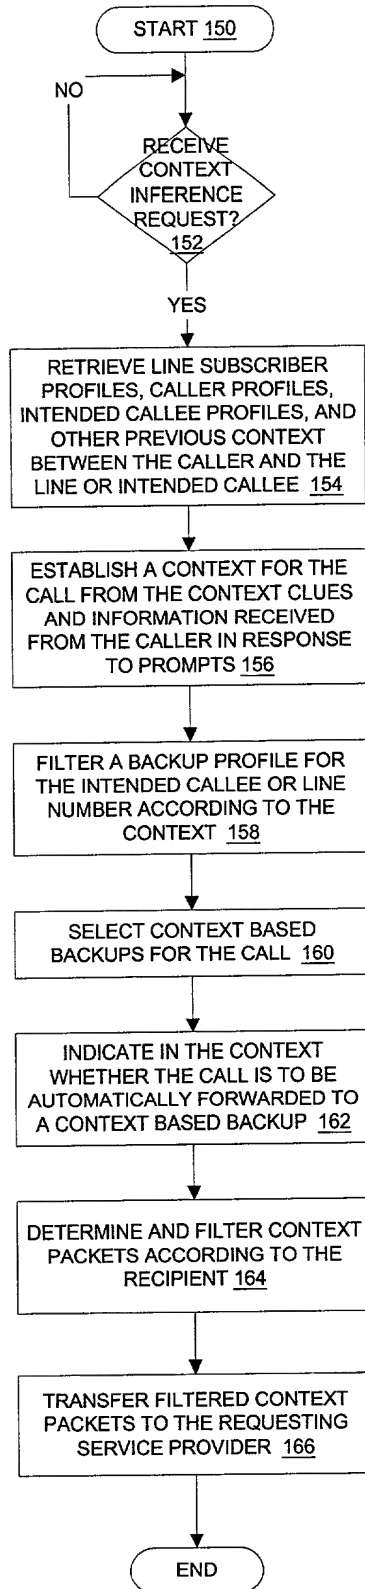 START 150
NO
RECEIVE
CONTEXT
INFERENCE
REQUEST?
152
YES
RETRIEVE LINE SUBSCRIBER
PROFILES, CALLER PROFILES,
INTENDED CALLEE PROFILES, AND
OTHER PREVIOUS CONTEXT
BETWEEN THE CALLER AND THE
LINE OR INTENDED CALLEE 154
ESTABLISH A CONTEXT FOR THE
CALL FROM THE CONTEXT CLUES
AND INFORMATION RECEIVED
FROM THE CALLER IN RESPONSE
TO PROMPTS 156
FILTER A BACKUP PROFILE FOR
THE INTENDED CALLEE OR LINE
NUMBER ACCORDING TO THE
CONTEXT 158
SELECT CONTEXT BASED
BACKUPS FOR THE CALL 160
INDICATE IN THE CONTEXT
WHETHER THE CALL IS TO BE
AUTOMATICALLY FORWARDED TO
A CONTEXT BASED BACKUP 162
DETERMINE AND FILTER CONTEXT
PACKETS ACCORDING TO THE
RECIPIENT 164
TRANSFER FILTERED CONTEXT
PACKETS TO THE REQUESTING
SERVICE PROVIDER 166
END